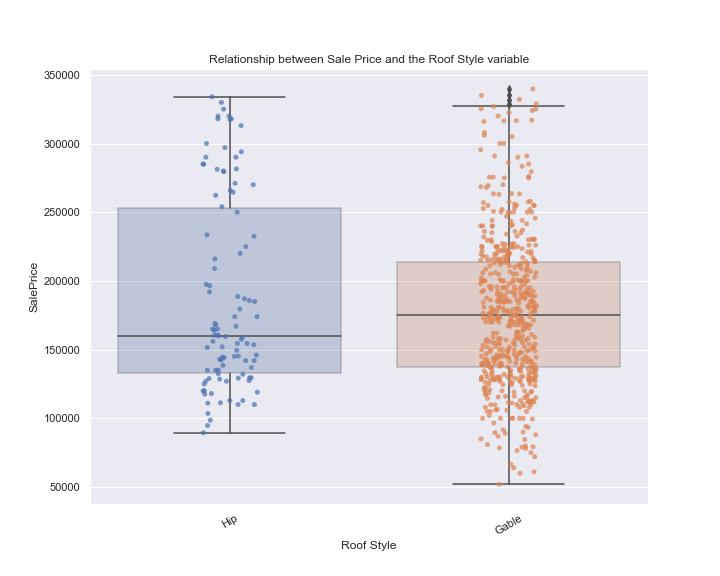 Relationship between Sale Price and the Roof Style variable
350000
300000
250000
200000
150000
100000
50000
SalePrice
Hip
Gable
Roof Style